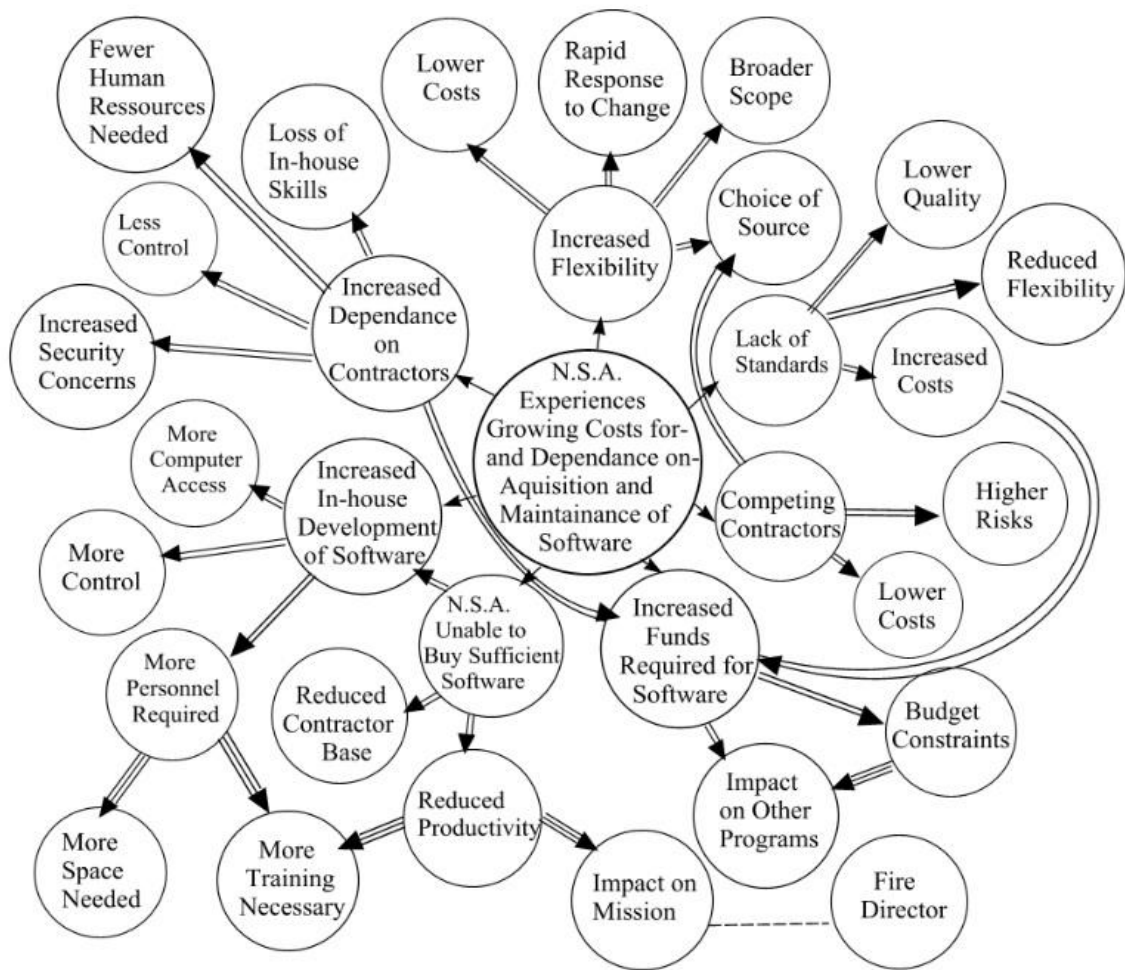 Fewer
Human
Ressources
Needed
Lower
Costs
Rapid
Response
to Change
Broader
Scope
Loss of
In-house
Skills
Less
Control
Increased
Flexibility
Choice of
Source
Lower
Quality
Reduced
Flexibility
Increased
Security
Concerns
Increased
Dependance
on
Contractors
Lack of
Standards
Increased
Costs
N.S.A.
Experiences
Growing Costs for-
and Dependance on-
Aquisition and
Maintainance of
Software
More
Computer
Access
Increased
In-house
Development
of Software
Competing
Contractors
Higher
Risks
More
Control
Lower
Costs
N.S.A.
Unable to
Buy Sufficient
Software
Increased
Funds
Required for
Software
More
Personnel
Required
Reduced
Contractor
Base
Budget
Constraints
Reduced
Productivity
Impact
on Other
Programs
More
Space
Needed
More
Training
Necessary
Impact on
Mission
Fire
Director